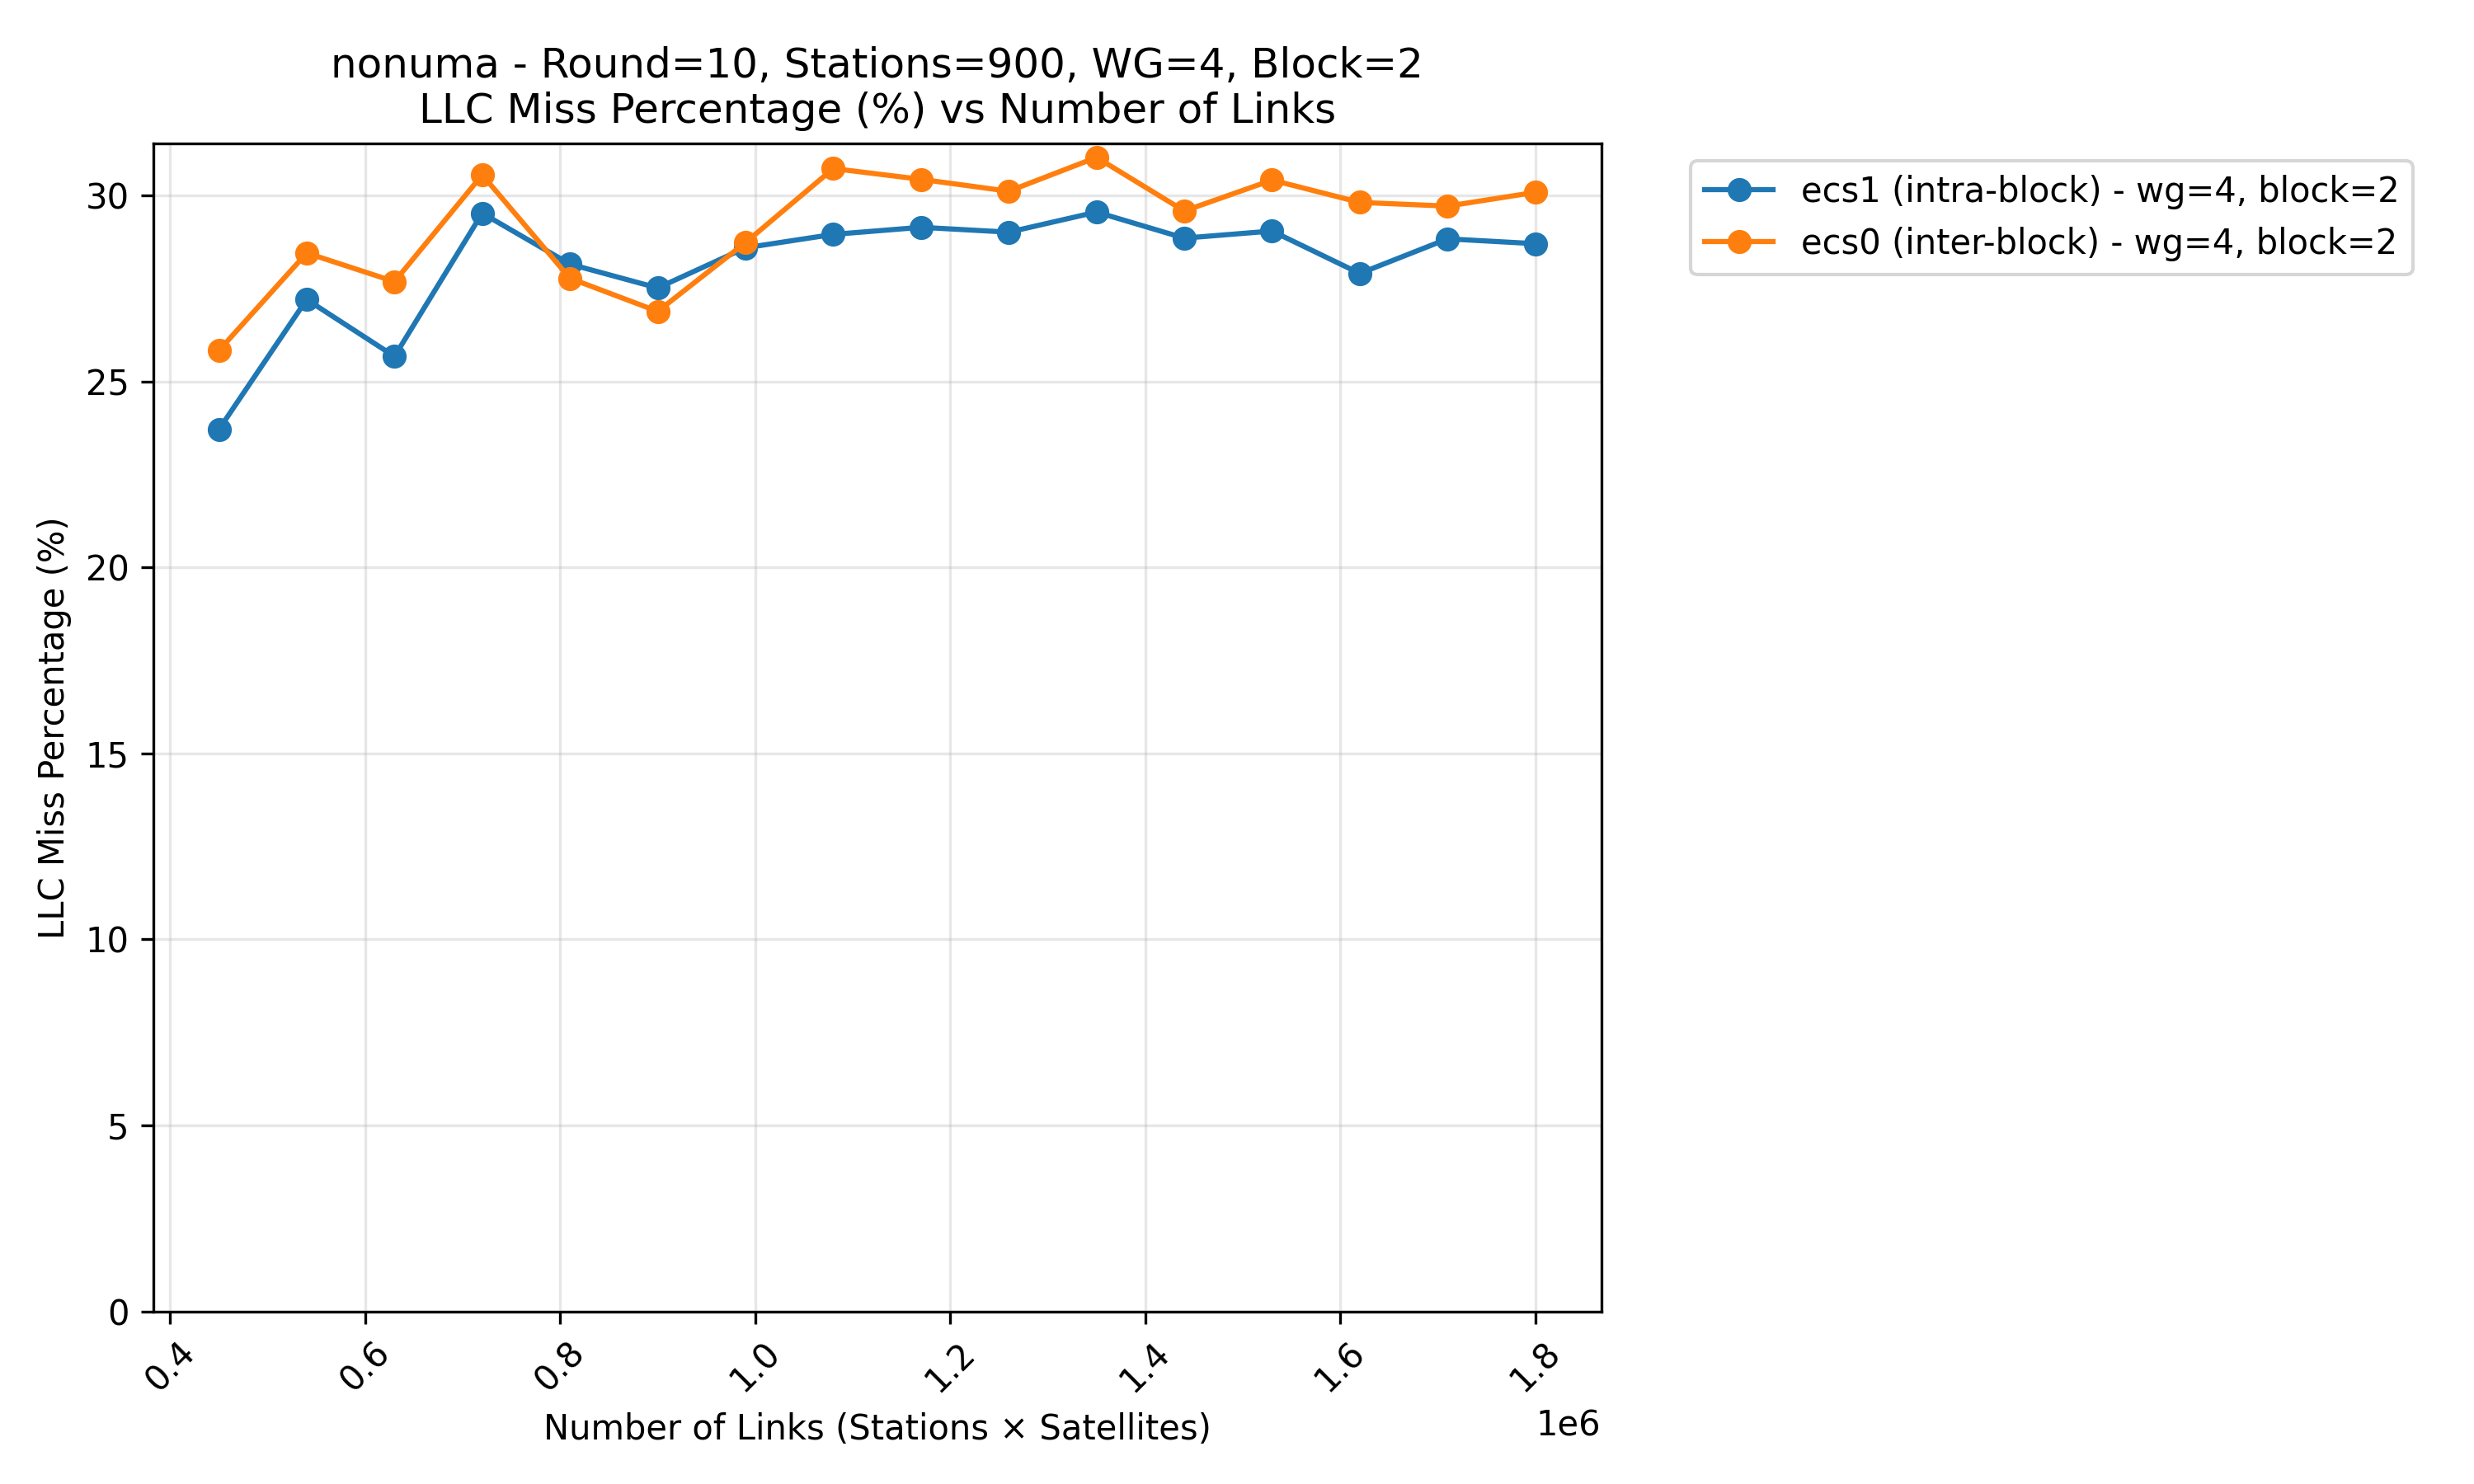 nonuma - Round=10, Stations=900, WG=4, Block=2
LLC Miss Percentage (%) vs Number of Links
ecs1 (intra-block) - wg=4, block=2
ecs0 (inter-block) - wg=4, block=2
LLC Miss Percentage (%)
30
25
20
15
10
5
0
0.4
0.6
0.8
1.0
1.2
1.4
1.6
1.8
1e6
Number of Links (Stations × Satellites)